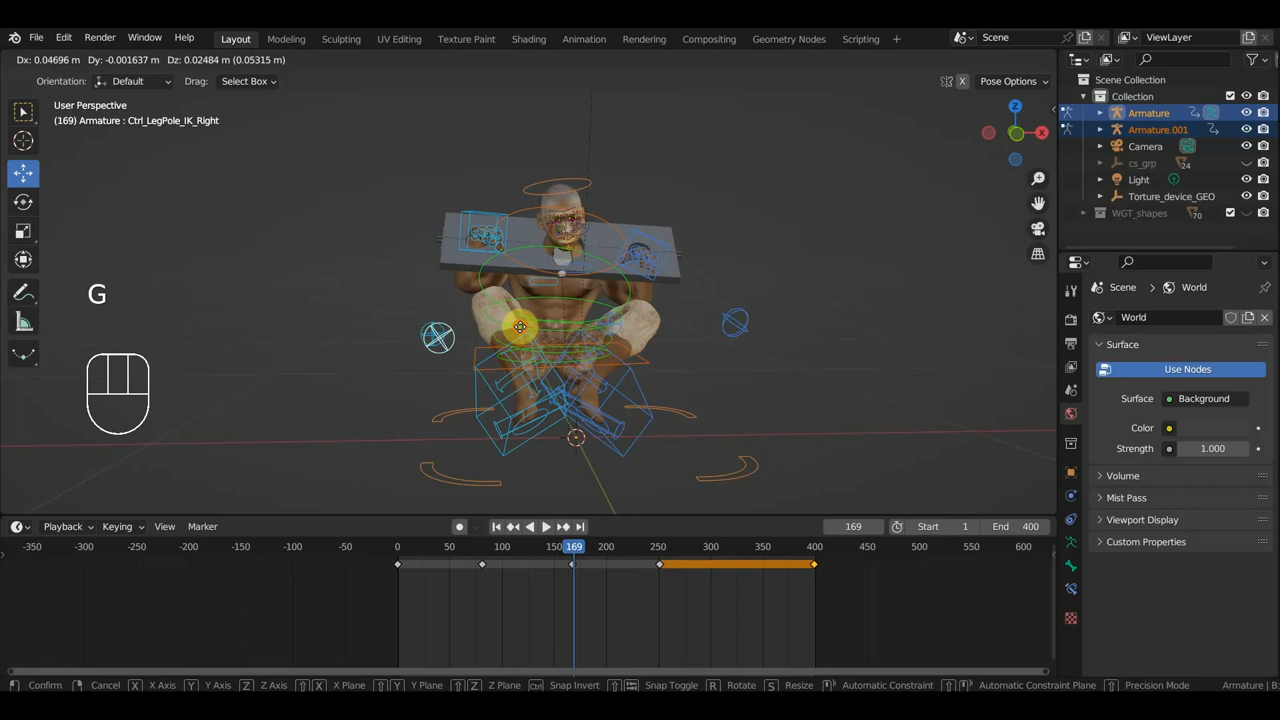 File Edit Render Window Help Layout Modeling Sculpting UV Editing Texture Paint Shading Animation Rendering Compositing Geometry Nodes Scripting + Scene ViewLayer
Dx: 0.04696 m Dy: -0.001637 m Dz: 0.02484 m (0.05315 m)
Orientation: Default Drag: Select Box X Pose Options
Scene Collection
Collection
Armature
Armature.001
Camera
cs_grp 24
Light
Torture_device_GEO
WGT_shapes 70
User Perspective
(169) Armature : Ctrl_LegPole_IK_Right
Z
X
G
Scene World
World
Surface
Use Nodes
Surface Background
Color
Strength 1.000
Volume
Mist Pass
Viewport Display
Custom Properties
Playback Keying View Marker 169 Start 1 End 400
-350 -300 -250 -200 -150 -100 -50 0 50 100 150 169 200 250 300 350 400 450 500 550 600
Confirm Cancel X X Axis Y Y Axis Z Z Axis X X Plane Y Y Plane Z Z Plane Ctrl Snap Invert Snap Toggle R Rotate S Resize Automatic Constraint Automatic Constraint Plane Precision Mode Armature | B: